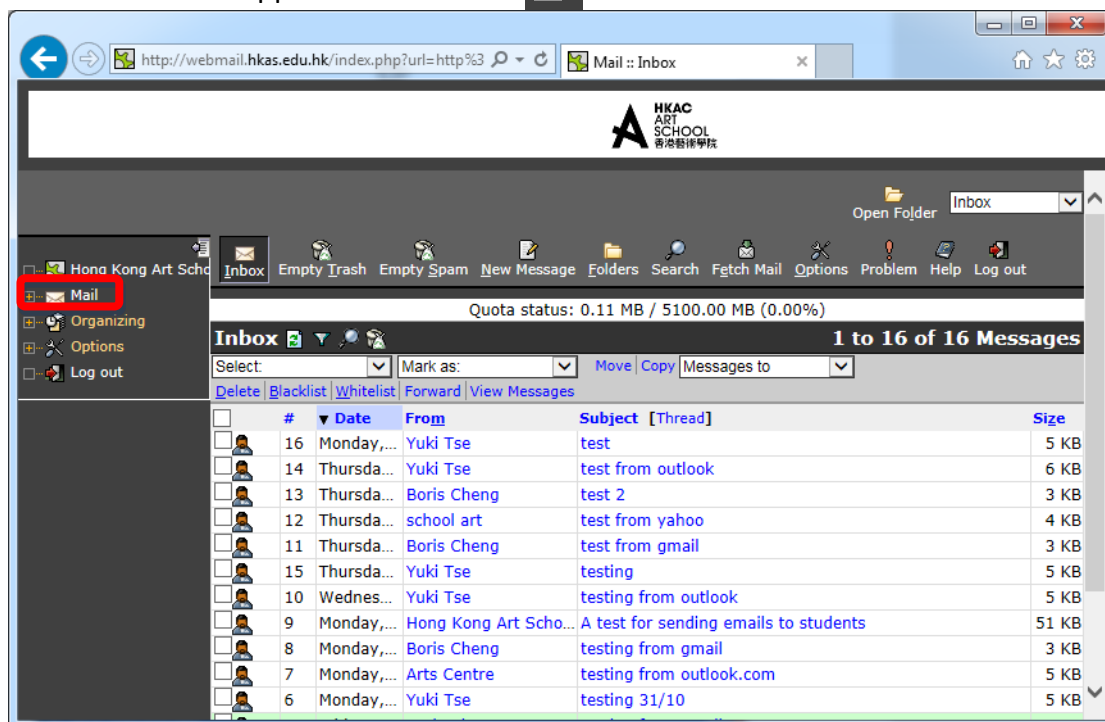 http://webmail.hkas.edu.hk/index.php?url=http%3
Mail :: Inbox
HKAC
ART
SCHOOL
香港藝術學院
Open Folder Inbox
Hong Kong Art Scho
Mail
Organizing
Options
Log out
Inbox Empty Trash Empty Spam New Message Folders Search Fetch Mail Options Problem Help Log out
Quota status: 0.11 MB / 5100.00 MB (0.00%)
Inbox 1 to 16 of 16 Messages
Select: Mark as: Move Copy Messages to
Delete Blacklist Whitelist Forward View Messages
# Date From Subject [Thread] Size
16 Monday,... Yuki Tse test 5 KB
14 Thursda... Yuki Tse test from outlook 6 KB
13 Thursda... Boris Cheng test 2 3 KB
12 Thursda... school art test from yahoo 4 KB
11 Thursda... Boris Cheng test from gmail 3 KB
15 Thursda... Yuki Tse testing 5 KB
10 Wednes... Yuki Tse testing from outlook 5 KB
9 Monday,... Hong Kong Art Scho... A test for sending emails to students 51 KB
8 Monday,... Boris Cheng testing from gmail 3 KB
7 Monday,... Arts Centre testing from outlook.com 5 KB
6 Monday,... Yuki Tse testing 31/10 5 KB